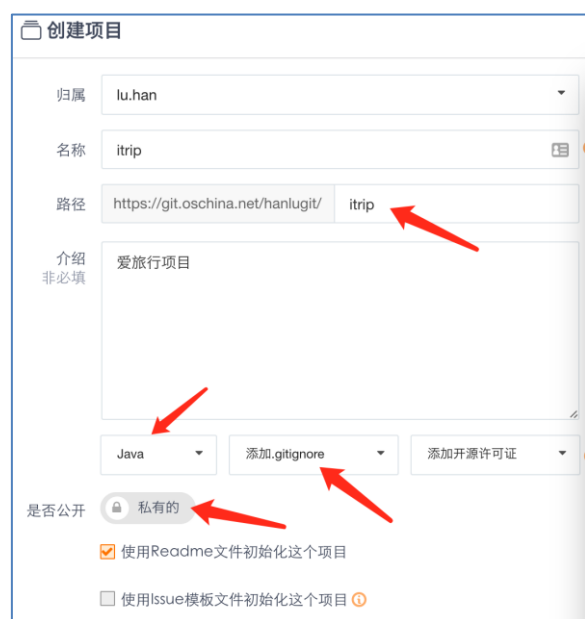 创建项目
归属 lu.han
名称 itrip
路径 https://git.oschina.net/hanlugit/ itrip
介绍 爱旅行项目
非必填
Java 添加.gitignore 添加开源许可证
是否公开 私有的
使用Readme文件初始化这个项目
使用Issue模板文件初始化这个项目